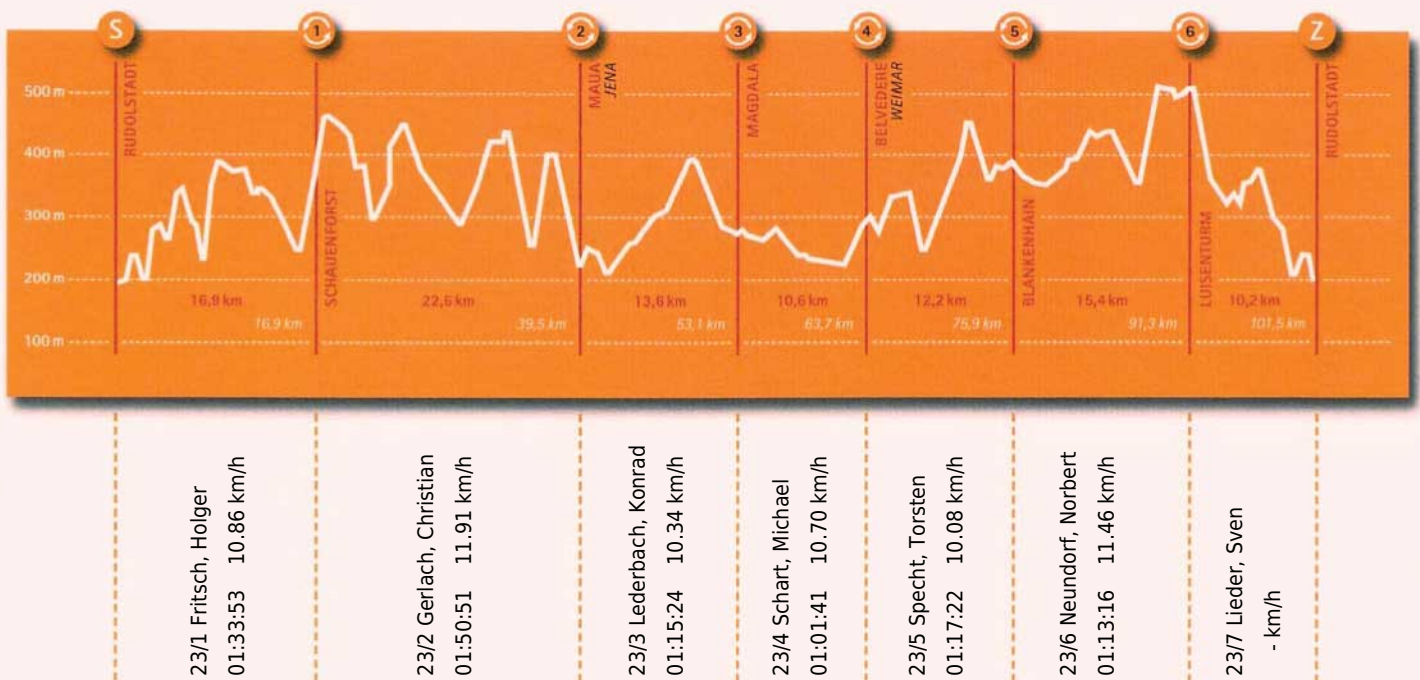 S
1
2
3
4
5
6
Z
500 m
400 m
300 m
200 m
100 m
RUDOLSTADT
SCHAUENFORST
MAUA
JENA
MAGDALA
BELVEDERE
WEIMAR
BLANKENHAIN
LUISENTURM
RUDOLSTADT
16,9 km
22,6 km
13,6 km
10,6 km
12,2 km
15,4 km
10,2 km
16,9 km
39,5 km
53,1 km
63,7 km
75,9 km
91,3 km
101,5 km
23/1 Fritsch, Holger
01:33:53 10.86 km/h
23/2 Gerlach, Christian
01:50:51 11.91 km/h
23/3 Lederbach, Konrad
01:15:24 10.34 km/h
23/4 Schart, Michael
01:01:41 10.70 km/h
23/5 Specht, Torsten
01:17:22 10.08 km/h
23/6 Neundorf, Norbert
01:13:16 11.46 km/h
23/7 Lieder, Sven
- km/h